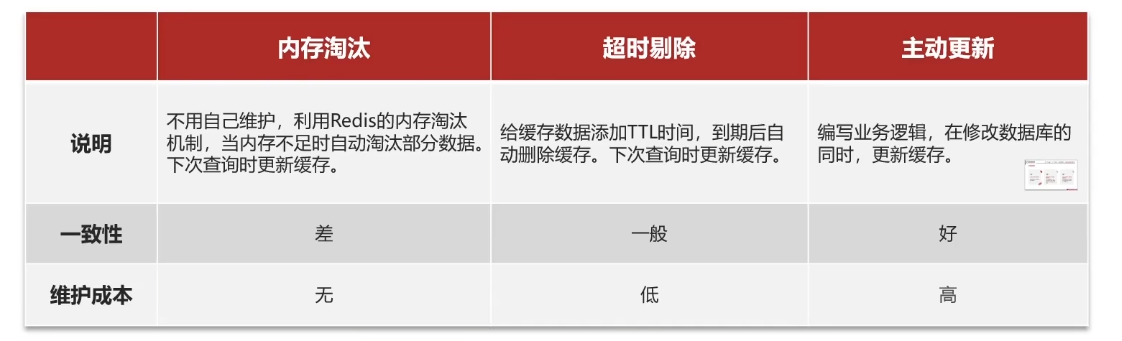 内存淘汰
超时剔除
主动更新
说明
不用自己维护，利用Redis的内存淘汰
机制，当内存不足时自动淘汰部分数据。
下次查询时更新缓存。
给缓存数据添加TTL时间，到期后自
动删除缓存。下次查询时更新缓存。
编写业务逻辑，在修改数据库的
同时，更新缓存。
一致性
差
一般
好
维护成本
无
低
高